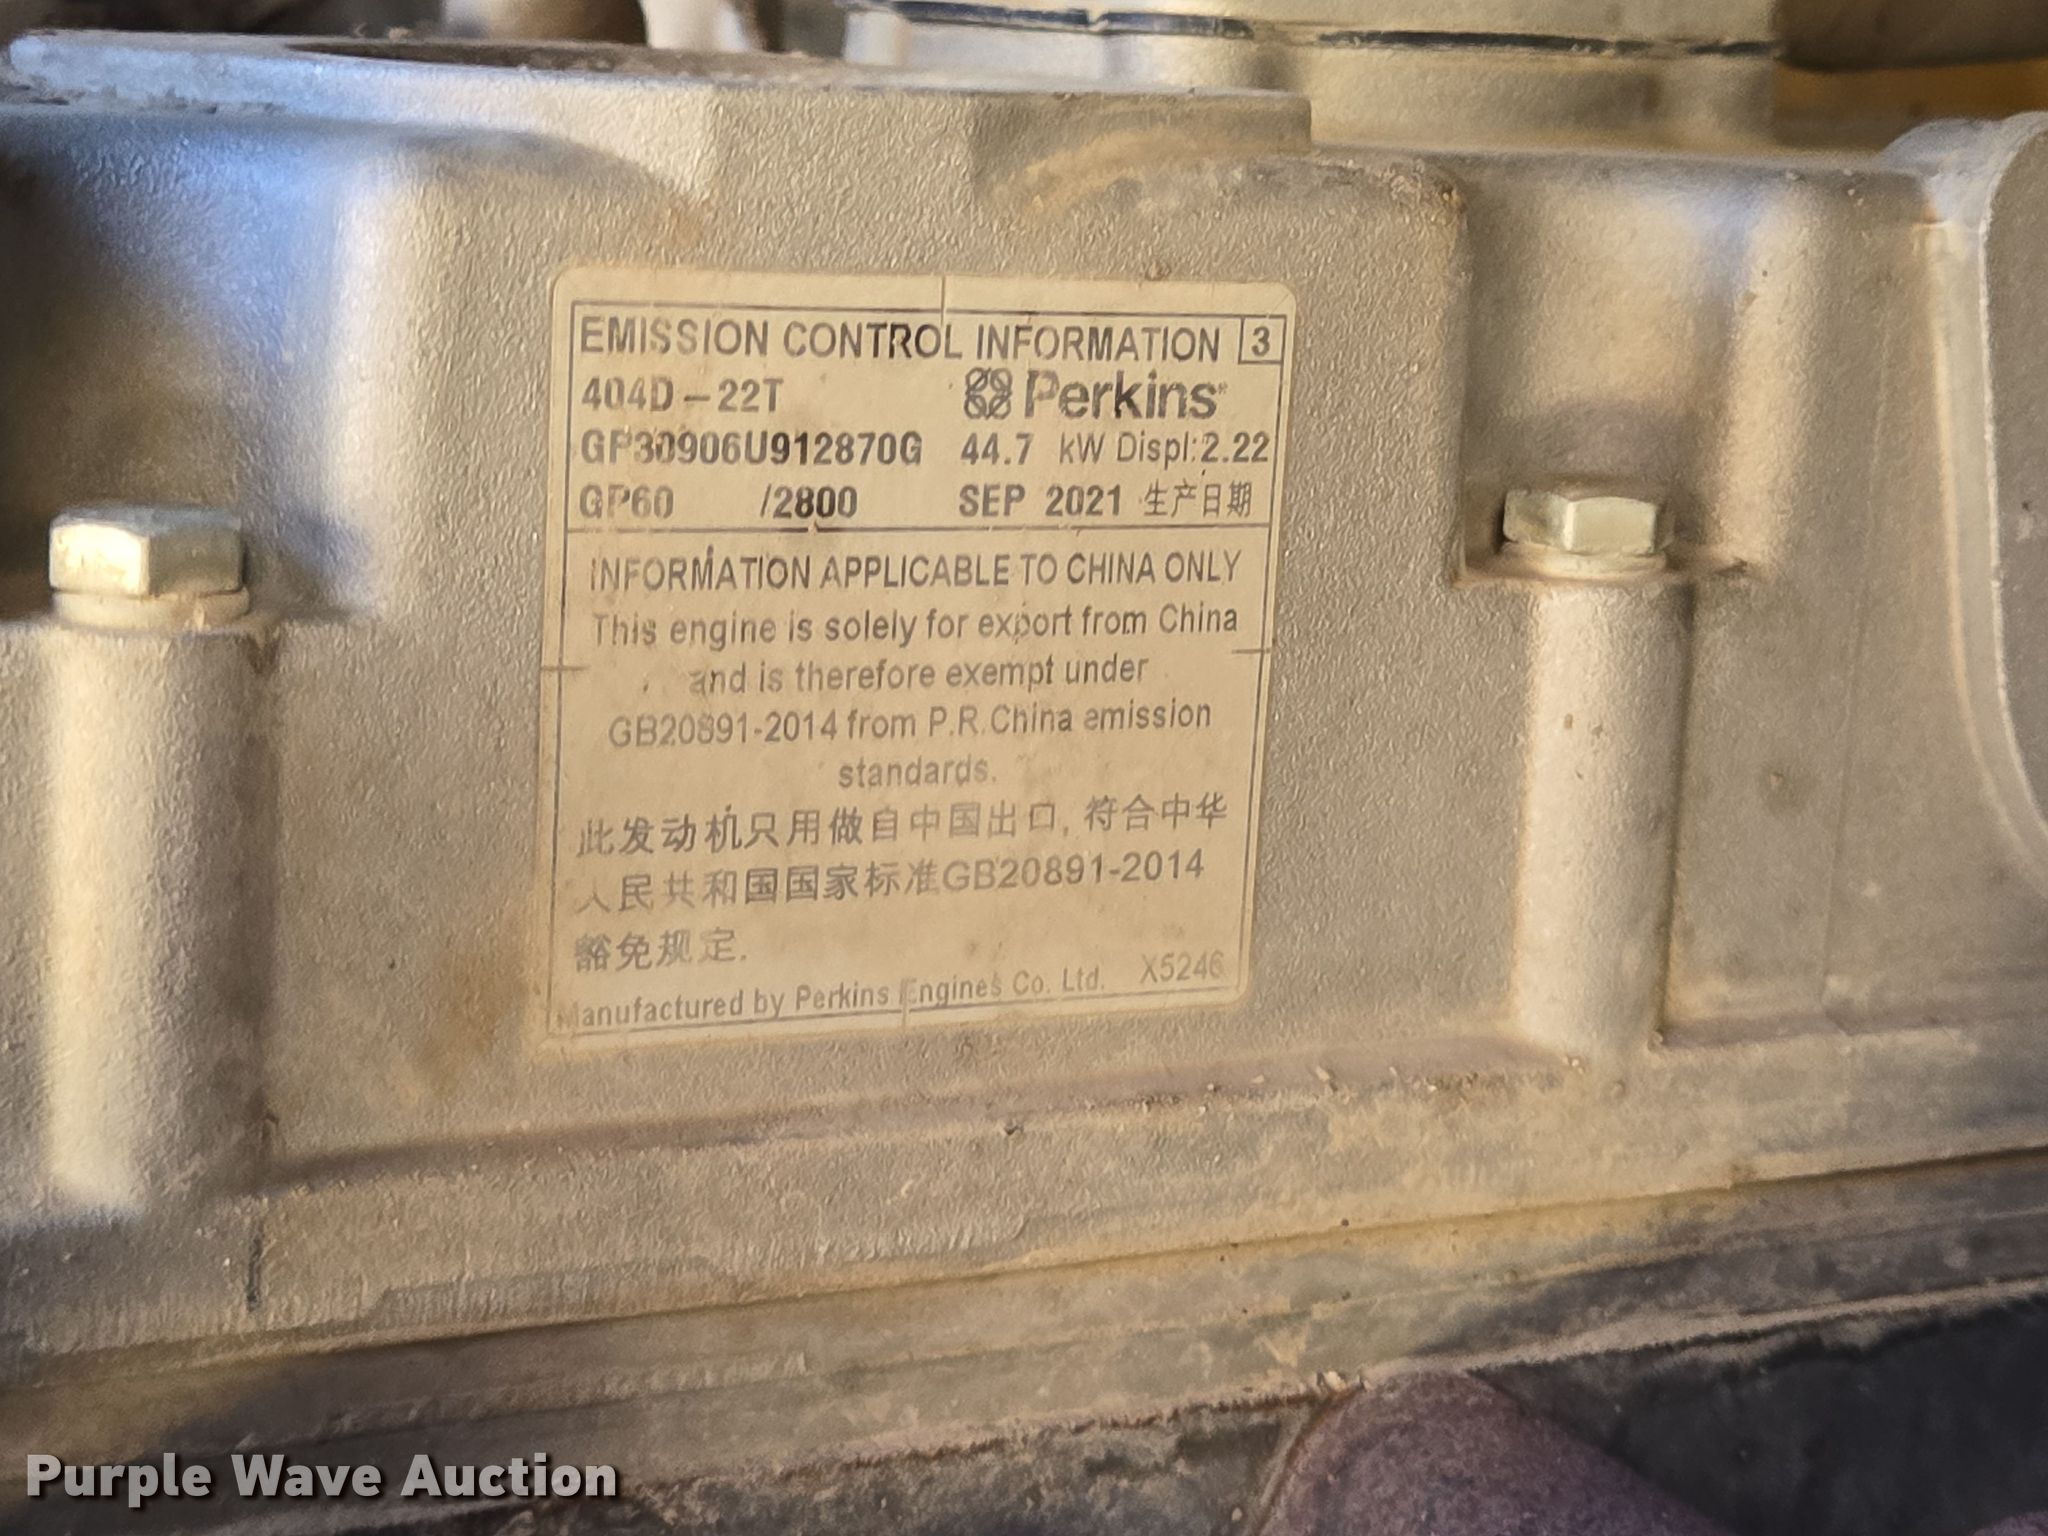 EMISSION CONTROL INFORMATION 3
404D-22T Perkins
GP30906U912870G 44.7 kW Displ:2.22
GP60 /2800 SEP 2021 生产日期
INFORMATION APPLICABLE TO CHINA ONLY
This engine is solely for export from China
and is therefore exempt under
GB20891-2014 from P.R.China emission
standards.
此发动机只用做自中国出口, 符合中华
人民共和国国家标准GB20891-2014
豁免规定.
Manufactured by Perkins Engines Co. Ltd. X5246
Purple Wave Auction